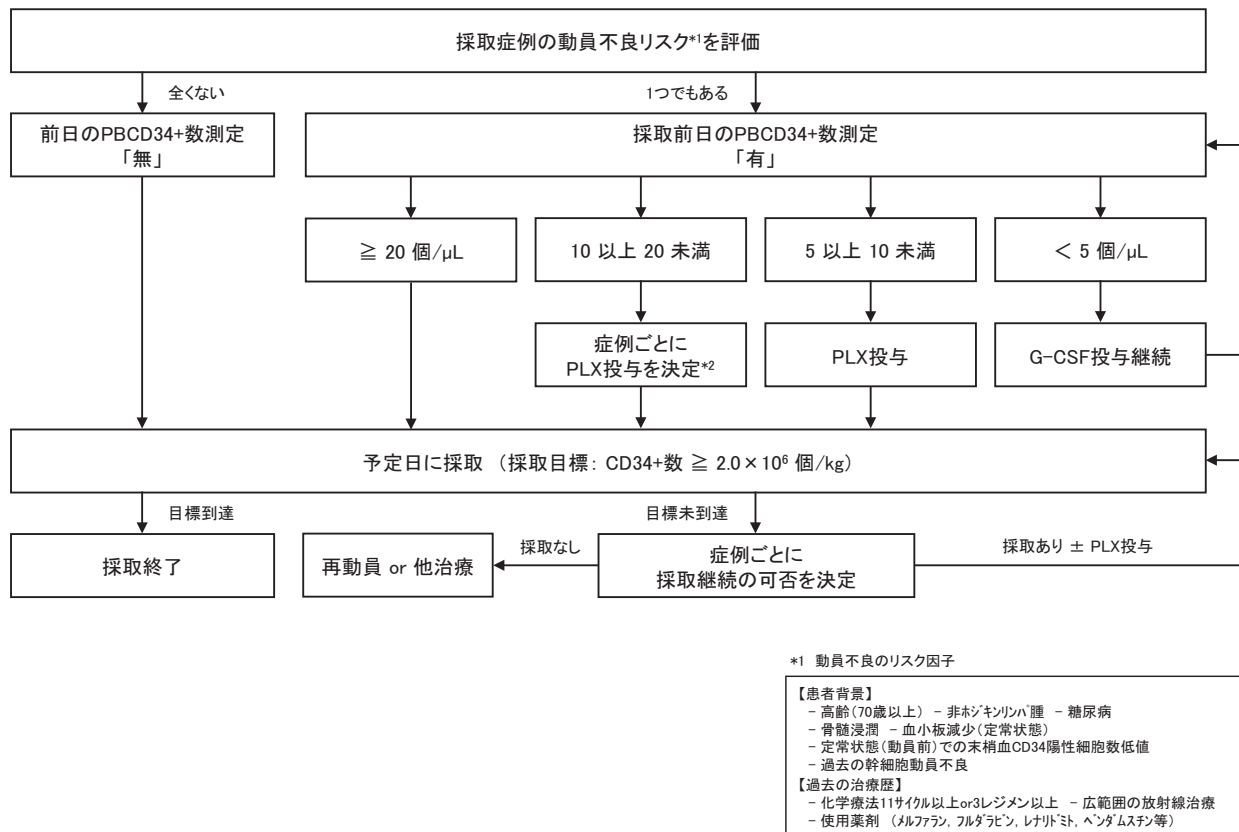 採取症例の動員不良リスク*1を評価
全くない
1つでもある
前日のPBCD34+数測定
「無」
採取前日のPBCD34+数測定
「有」
≧ 20 個/μL
10 以上 20 未満
5 以上 10 未満
＜ 5 個/μL
症例ごとに
PLX投与を決定*2
PLX投与
G-CSF投与継続
予定日に採取 （採取目標： CD34+数 ≧ 2.0×10⁶ 個/kg）
目標到達
目標未到達
採取終了
再動員 or 他治療
採取なし
症例ごとに
採取継続の可否を決定
採取あり ± PLX投与
*1 動員不良のリスク因子
【患者背景】
− 高齢（70歳以上） − 非ﾎｼﾞｷﾝﾘﾝﾊﾟ腫 − 糖尿病
− 骨髄浸潤 − 血小板減少（定常状態）
− 定常状態（動員前）での末梢血CD34陽性細胞数低値
− 過去の幹細胞動員不良
【過去の治療歴】
− 化学療法11ｻｲｸﾙ以上or3ﾚｼﾞﾒﾝ以上 − 広範囲の放射線治療
− 使用薬剤 （ﾒﾙﾌｧﾗﾝ, ﾌﾙﾀﾞﾗﾋﾞﾝ, ﾚﾅﾘﾄﾞﾐﾄ, ﾍﾞﾝﾀﾞﾑｽﾁﾝ等）